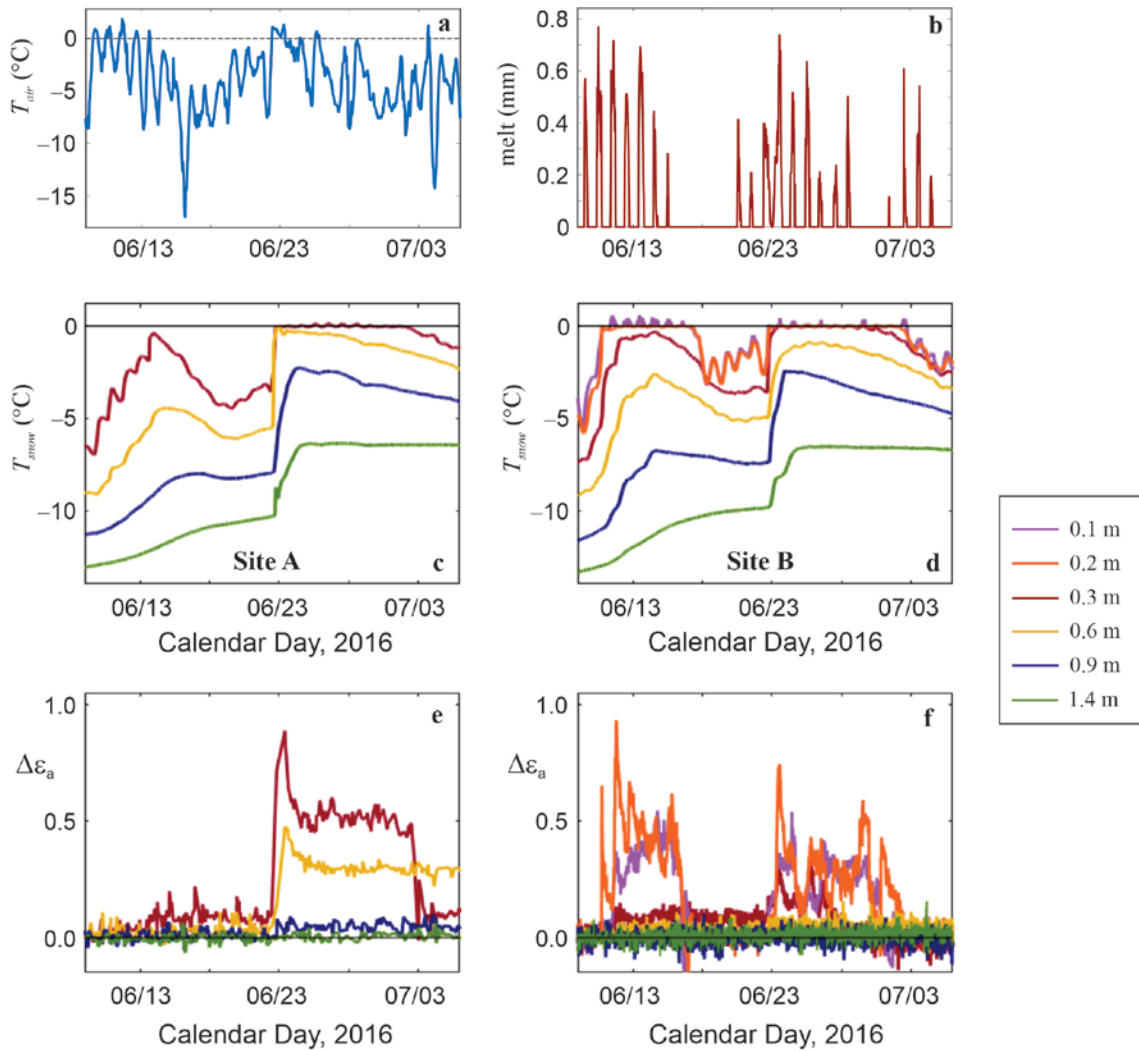 a
0
−5
−10
−15
T_air (°C)
06/13 06/23 07/03
b
0.8
0.6
0.4
0.2
0
melt (mm)
06/13 06/23 07/03
0
−5
−10
T_snow (°C)
Site A
c
06/13 06/23 07/03
Calendar Day, 2016
0
−5
−10
T_snow (°C)
Site B
d
06/13 06/23 07/03
Calendar Day, 2016
0.1 m
0.2 m
0.3 m
0.6 m
0.9 m
1.4 m
1.0
e
Δε_a
0.5
0.0
06/13 06/23 07/03
Calendar Day, 2016
1.0
f
Δε_a
0.5
0.0
06/13 06/23 07/03
Calendar Day, 2016